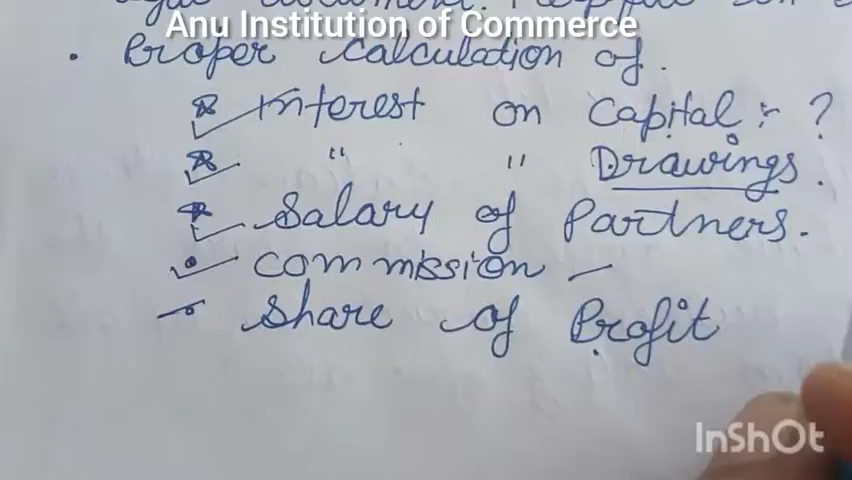 Anu Institution of Commerce
• Proper Calculation of.
Interest on Capital :- ?
" " Drawings.
Salary of Partners.
Commission –
Share of Profit
InShOt